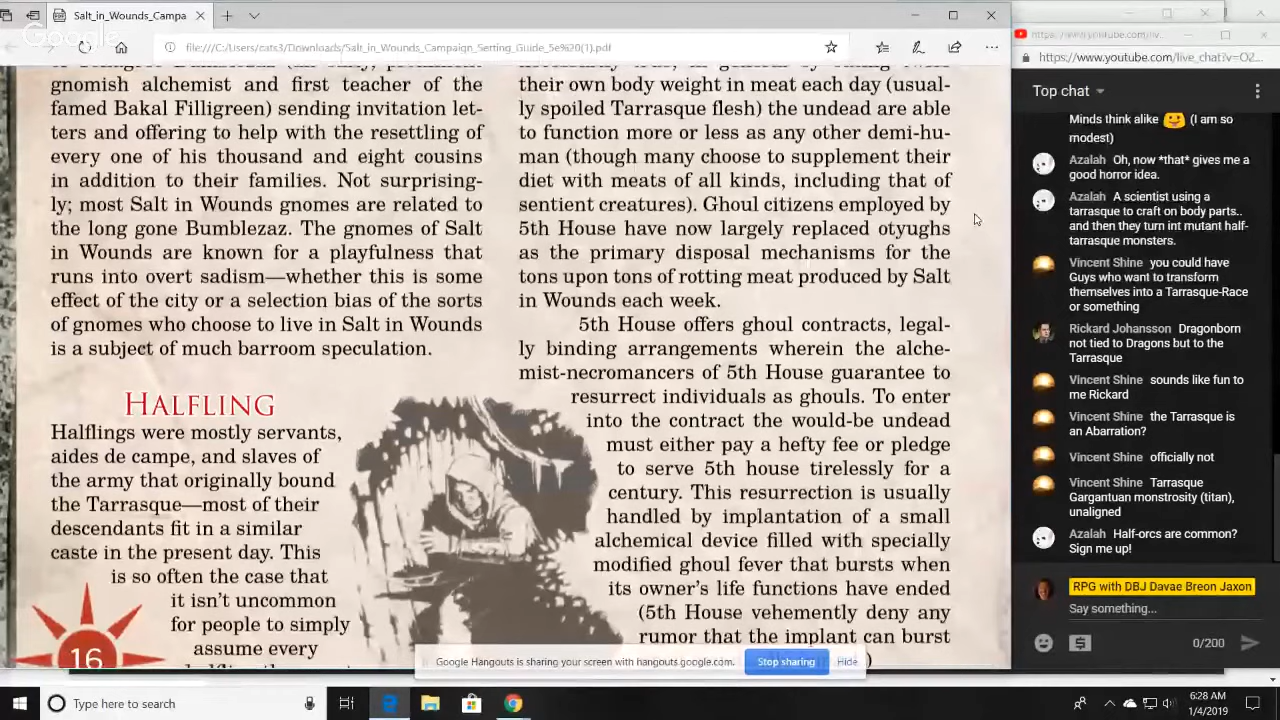 Salt_in_Wounds_Campa
Google
file:///C:/Users/cats3/Downloads/Salt_in_Wounds_Campaign_Setting_Guide_5e%20(1).pdf
gnomish alchemist and first teacher of the
famed Bakal Filligreen) sending invitation let-
ters and offering to help with the resettling of
every one of his thousand and eight cousins
in addition to their families. Not surprising-
ly; most Salt in Wounds gnomes are related to
the long gone Bumblezaz. The gnomes of Salt
in Wounds are known for a playfulness that
runs into overt sadism—whether this is some
effect of the city or a selection bias of the sorts
of gnomes who choose to live in Salt in Wounds
is a subject of much barroom speculation.
HALFLING
Halflings were mostly servants,
aides de campe, and slaves of
the army that originally bound
the Tarrasque—most of their
descendants fit in a similar
caste in the present day. This
is so often the case that
it isn't uncommon
for people to simply
assume every
16
their own body weight in meat each day (usual-
ly spoiled Tarrasque flesh) the undead are able
to function more or less as any other demi-hu-
man (though many choose to supplement their
diet with meats of all kinds, including that of
sentient creatures). Ghoul citizens employed by
5th House have now largely replaced otyughs
as the primary disposal mechanisms for the
tons upon tons of rotting meat produced by Salt
in Wounds each week.
5th House offers ghoul contracts, legal-
ly binding arrangements wherein the alche-
mist-necromancers of 5th House guarantee to
resurrect individuals as ghouls. To enter
into the contract the would-be undead
must either pay a hefty fee or pledge
to serve 5th house tirelessly for a
century. This resurrection is usually
handled by implantation of a small
alchemical device filled with specially
modified ghoul fever that bursts when
its owner's life functions have ended
(5th House vehemently deny any
rumor that the implant can burst
Google Hangouts is sharing your screen with hangouts.google.com.
Stop sharing
Hide
https://www.youtube.com/liv...
https://www.youtube.com/live_chat?v=O2...
Top chat
Minds think alike 🙂 (I am so
modest)
Azalah Oh, now *that* gives me a
good horror idea.
Azalah A scientist using a
tarrasque to craft on body parts..
and then they turn int mutant half-
tarrasque monsters.
Vincent Shine you could have
Guys who want to transform
themselves into a Tarrasque-Race
or something
Rickard Johansson Dragonborn
not tied to Dragons but to the
Tarrasque
Vincent Shine sounds like fun to
me Rickard
Vincent Shine the Tarrasque is
an Abarration?
Vincent Shine officially not
Vincent Shine Tarrasque
Gargantuan monstrosity (titan),
unaligned
Azalah Half-orcs are common?
Sign me up!
RPG with DBJ Davae Breon Jaxon
Say something...
0/200
Type here to search
6:28 AM
1/4/2019